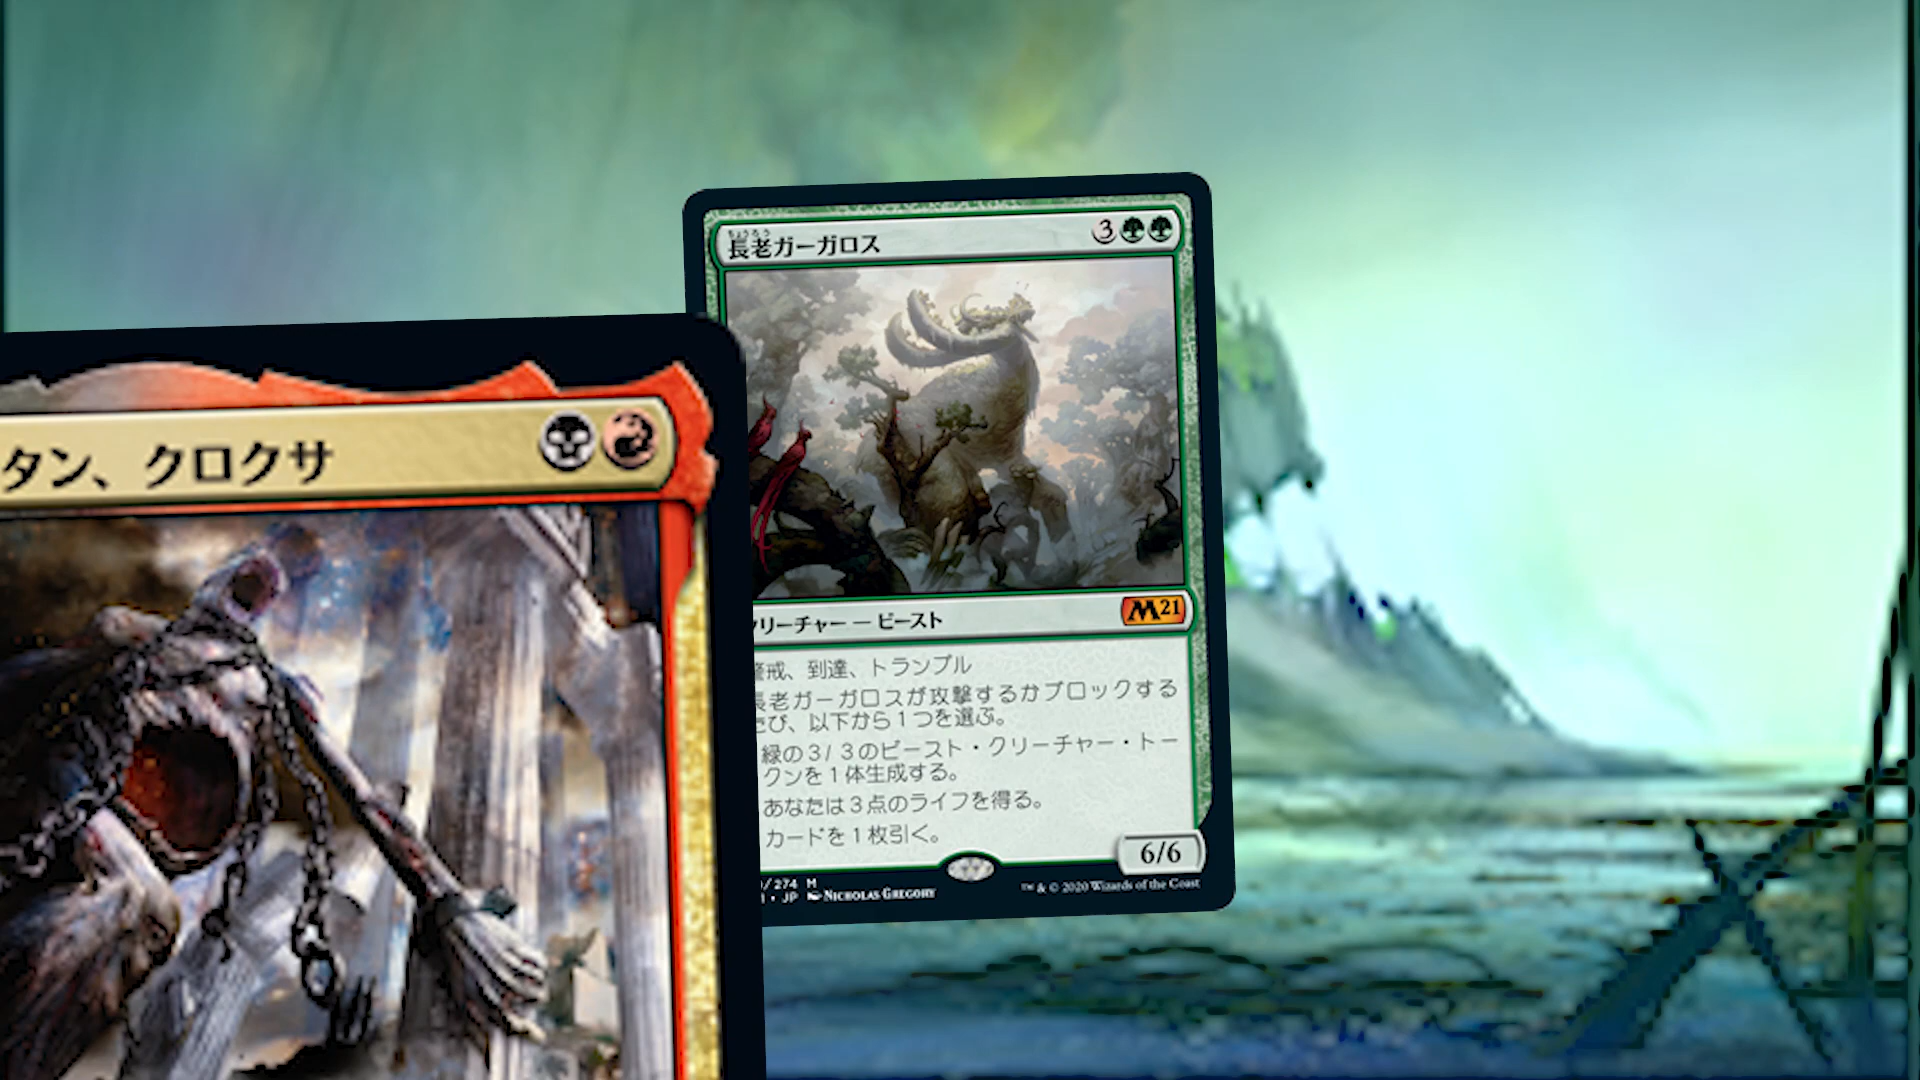 タン、クロクサ
ちょうろう
長老ガーガロス
3
リーチャー ― ビースト
M21
警戒、到達、トランプル
長老ガーガロスが攻撃するかブロックする
たび、以下から1つを選ぶ。
緑の3/3のビースト・クリーチャー・トー
クンを1体生成する。
あなたは3点のライフを得る。
カードを1枚引く。
6/6
/274 M
• JP NICHOLAS GREGORY
™ & © 2020 Wizards of the Coast